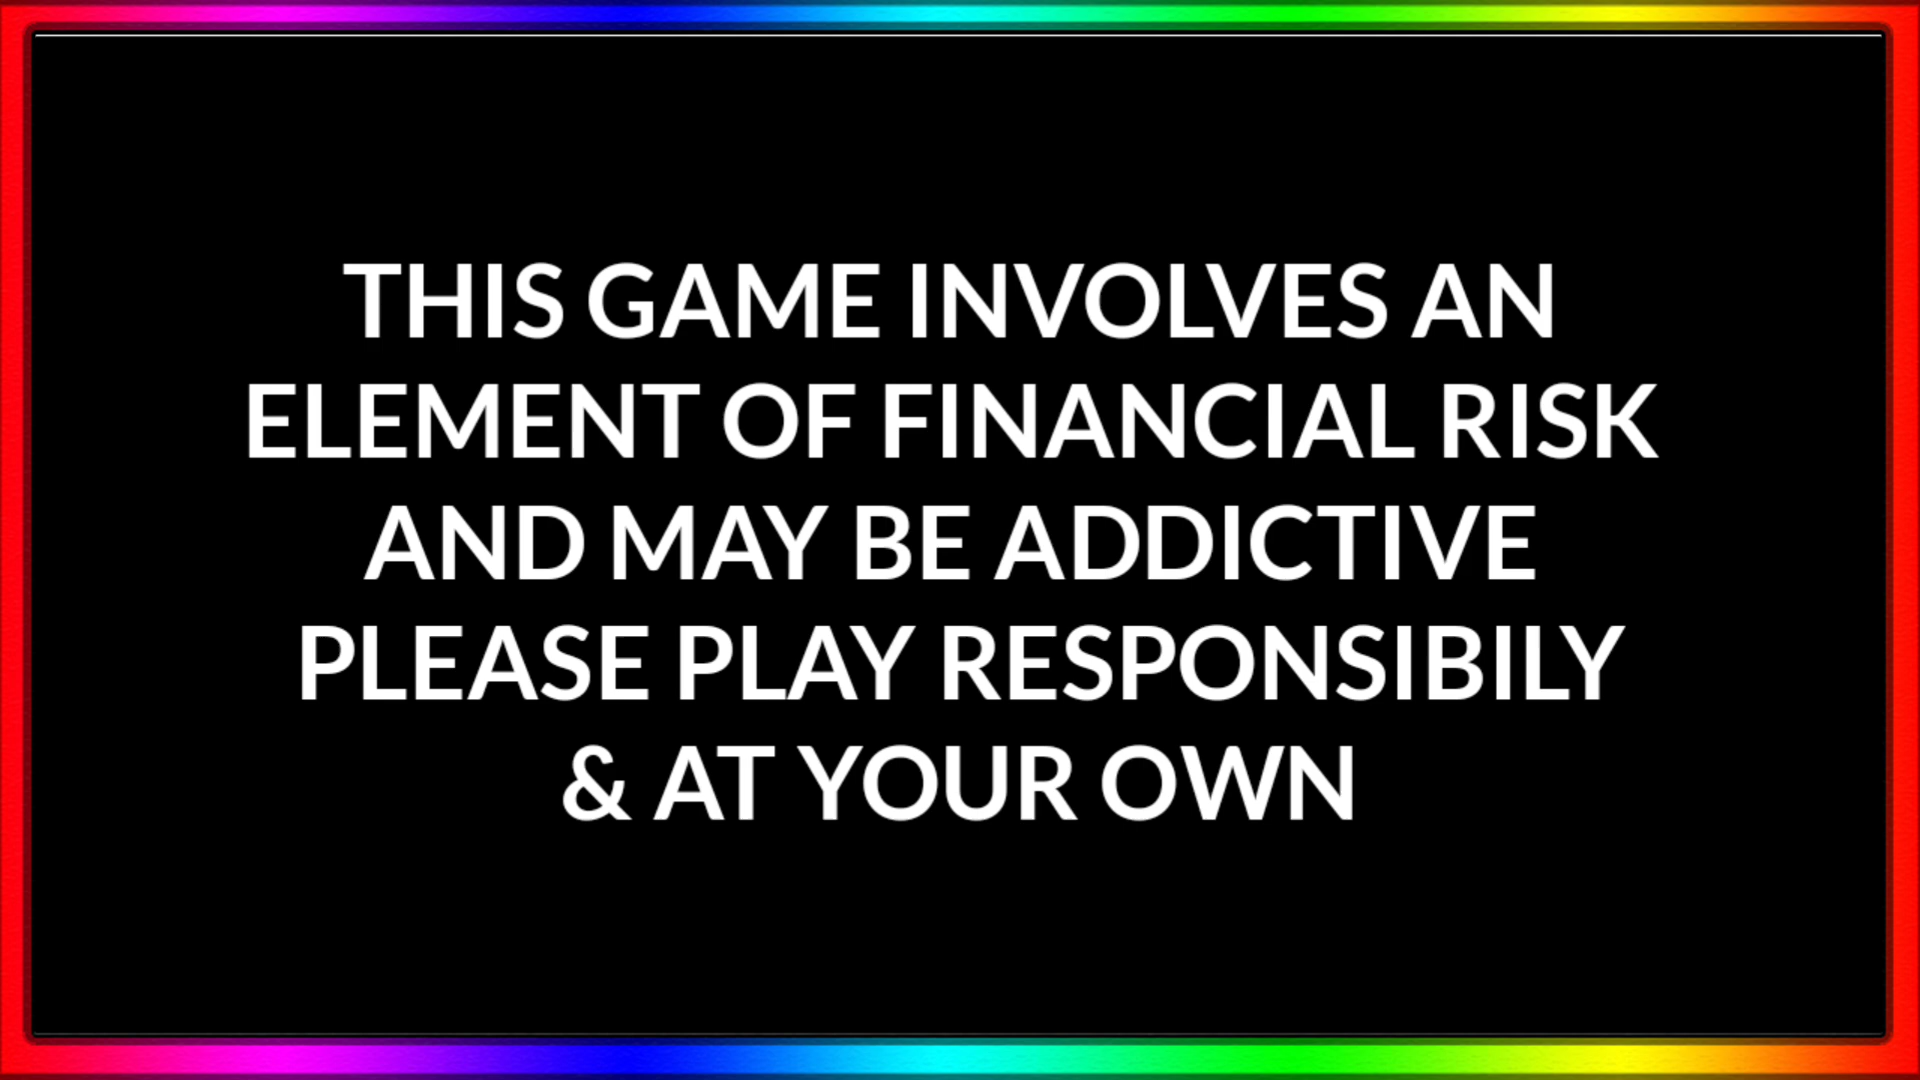 THIS GAME INVOLVES AN
ELEMENT OF FINANCIAL RISK
AND MAY BE ADDICTIVE
PLEASE PLAY RESPONSIBILY
& AT YOUR OWN